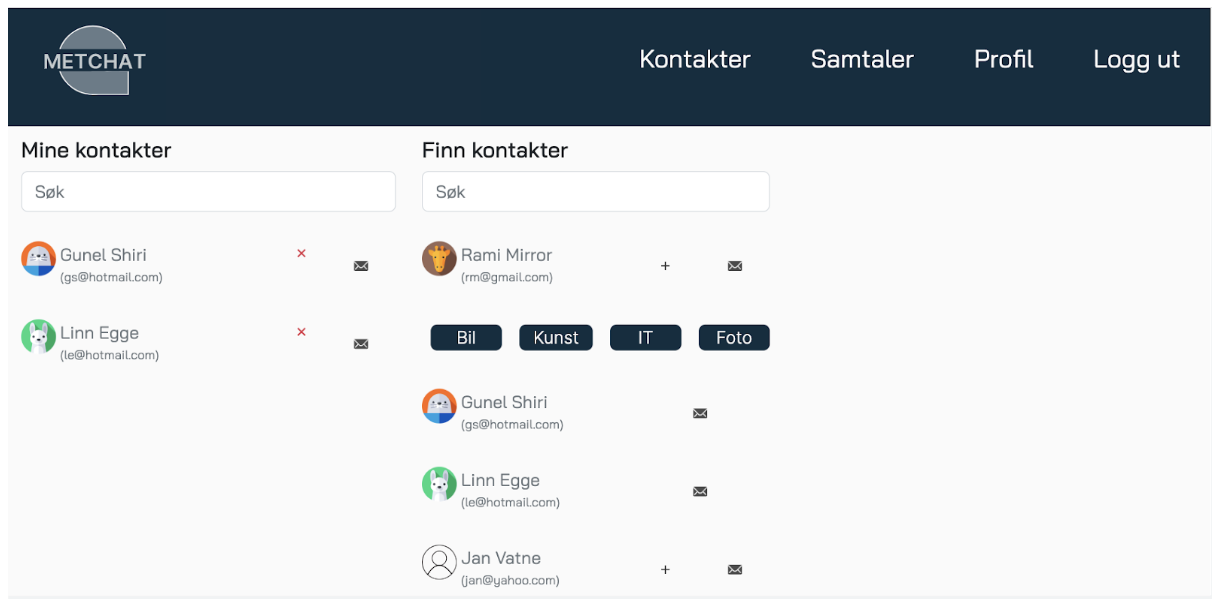 METCHAT
Kontakter Samtaler Profil Logg ut
Mine kontakter
Søk
Gunel Shiri
(gs@hotmail.com)
Linn Egge
(le@hotmail.com)
Finn kontakter
Søk
Rami Mirror
(rm@gmail.com)
+
Bil Kunst IT Foto
Gunel Shiri
(gs@hotmail.com)
Linn Egge
(le@hotmail.com)
Jan Vatne
(jan@yahoo.com)
+